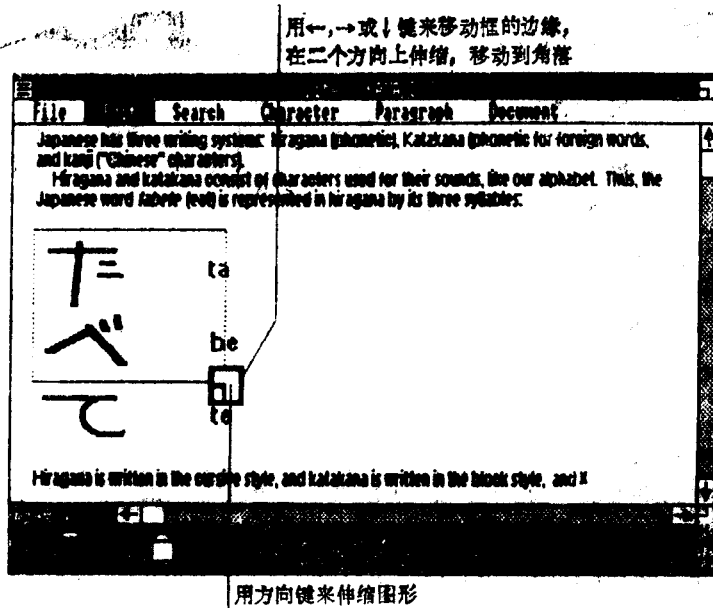 用←,→或↓键来移动框的边缘,
在二个方向上伸缩, 移动到角落
File Search Character Paragraph Document
Japanese has three writing systems: hiragana (phonetic), Katakana (phonetic for foreign words,
and kanji ("Chinese" characters).
Hiragana and katakana consist of characters used for their sounds, like our alphabet. Thus, the
Japanese word tabete (eat) is represented in hiragana by its three syllables:
た ta
べ be
て te
Hiragana is written in the cursive style, and katakana is written in the block style, and X
用方向键来伸缩图形